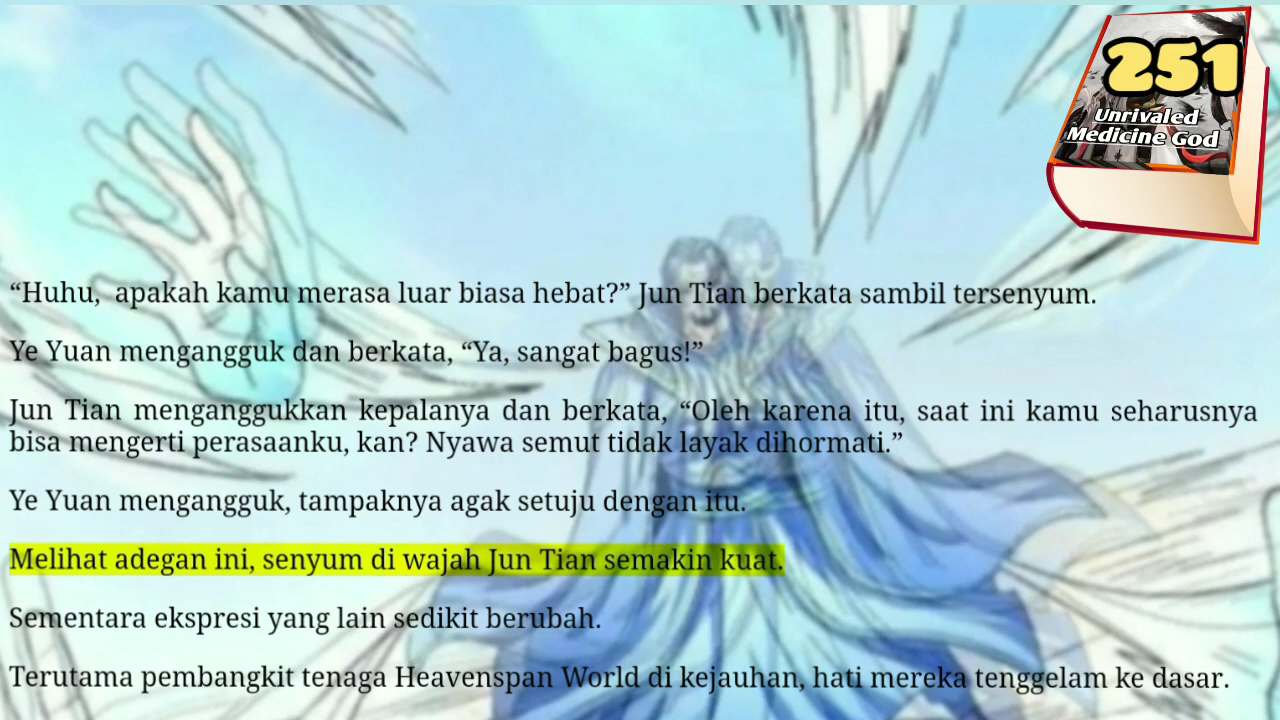 251
Unrivaled
Medicine God
“Huhu,  apakah kamu merasa luar biasa hebat?” Jun Tian berkata sambil tersenyum.
Ye Yuan mengangguk dan berkata, “Ya, sangat bagus!”
Jun Tian menganggukkan kepalanya dan berkata, “Oleh karena itu, saat ini kamu seharusnya
bisa mengerti perasaanku, kan? Nyawa semut tidak layak dihormati.”
Ye Yuan mengangguk, tampaknya agak setuju dengan itu.
Melihat adegan ini, senyum di wajah Jun Tian semakin kuat.
Sementara ekspresi yang lain sedikit berubah.
Terutama pembangkit tenaga Heavenspan World di kejauhan, hati mereka tenggelam ke dasar.